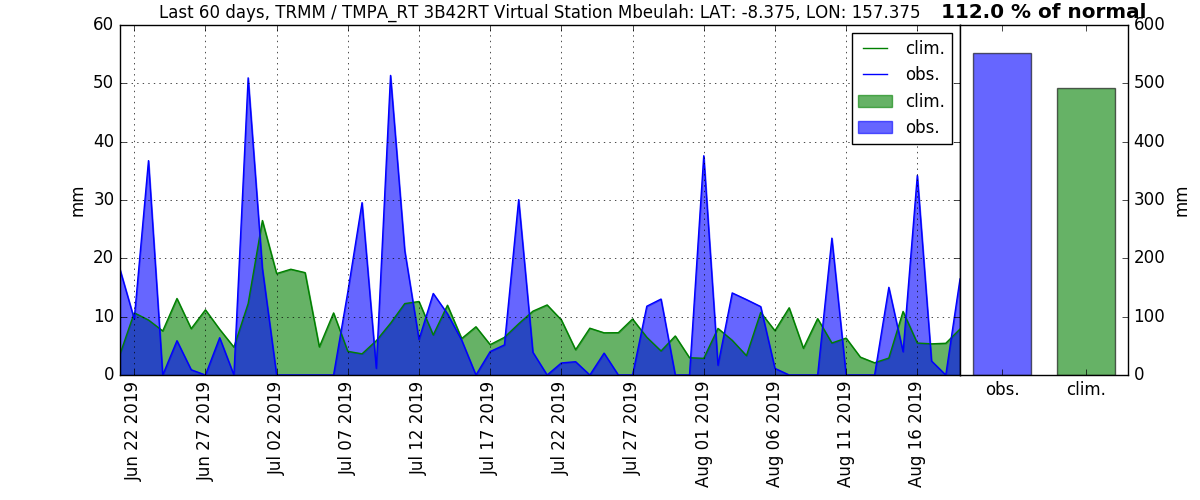 Last 60 days, TRMM / TMPA_RT 3B42RT Virtual Station Mbeulah: LAT: -8.375, LON: 157.375 112.0 % of normal
60
50
40
30
20
10
0
mm
clim.
obs.
clim.
obs.
600
500
400
300
200
100
0
mm
obs. clim.
Jun 22 2019
Jun 27 2019
Jul 02 2019
Jul 07 2019
Jul 12 2019
Jul 17 2019
Jul 22 2019
Jul 27 2019
Aug 01 2019
Aug 06 2019
Aug 11 2019
Aug 16 2019